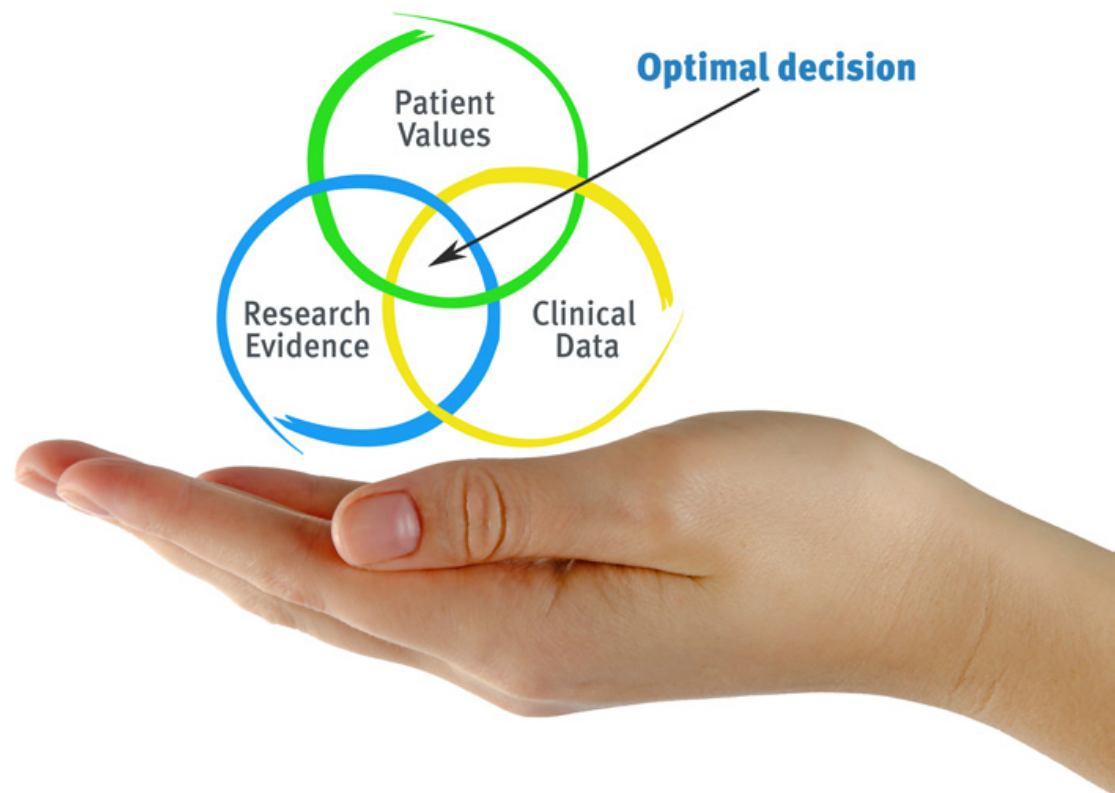 Optimal decision
Patient
Values
Research
Evidence
Clinical
Data